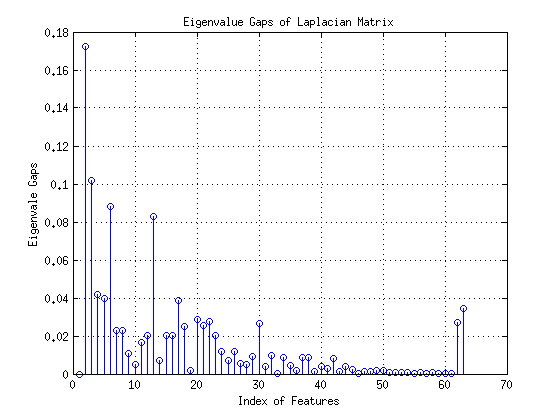 Eigenvalue Gaps of Laplacian Matrix
0.18
0.16
0.14
0.12
0.1
0.08
0.06
0.04
0.02
0
Eigenvale Gaps
0 10 20 30 40 50 60 70
Index of Features